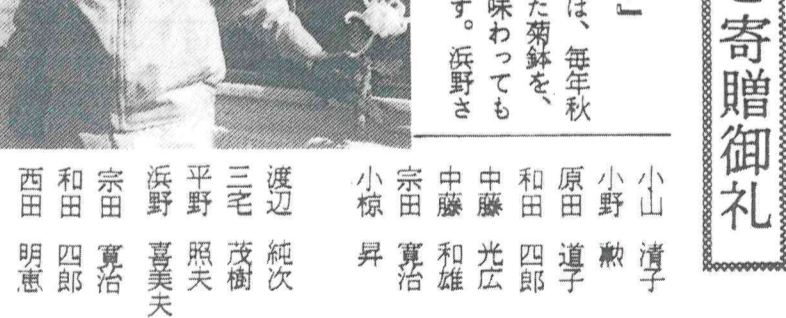 寄贈御礼
』
は、毎年秋
た菊鉢を、
味わっても
す。浜野さ
小山 清子
小野 勲
原田 道子
和田 四郎
中藤 光広
中藤 和雄
宗田 寛治
小椋 昇
渡辺 純次
三宅 茂樹
平野 照夫
浜野 喜美夫
宗田 寛治
和田 四郎
西田 明恵